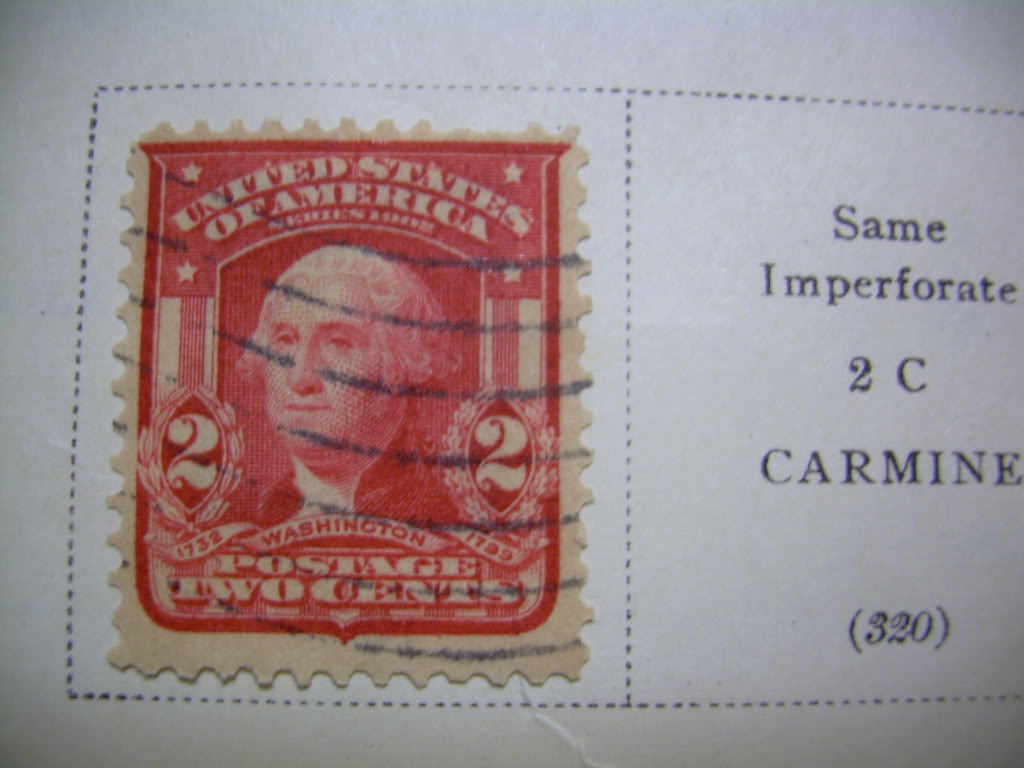 UNITED STATES
OF AMERICA
SERIES 1902
2 2
1732 WASHINGTON 1799
POSTAGE
TWO CENTS
Same
Imperforate
2 C
CARMINE
(320)